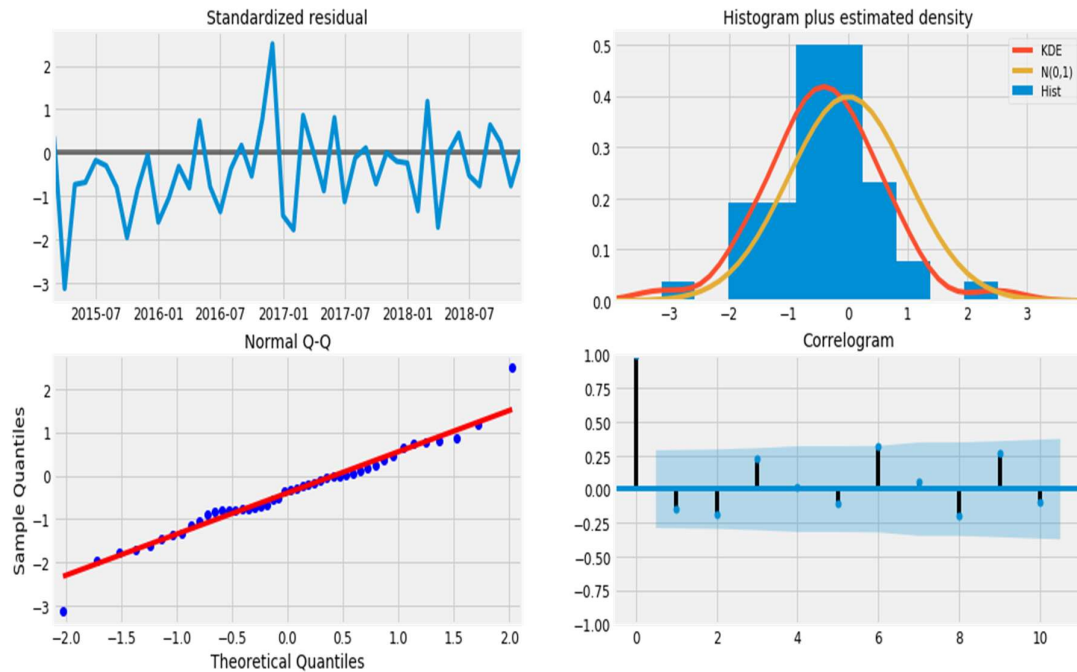 Standardized residual
2
1
0
−1
−2
−3
2015-07 2016-01 2016-07 2017-01 2017-07 2018-01 2018-07
Histogram plus estimated density
KDE
N(0,1)
Hist
0.5
0.4
0.3
0.2
0.1
0.0
−3 −2 −1 0 1 2 3
Normal Q-Q
Sample Quantiles
2
1
0
−1
−2
−3
−2.0 −1.5 −1.0 −0.5 0.0 0.5 1.0 1.5 2.0
Theoretical Quantiles
Correlogram
1.00
0.75
0.50
0.25
0.00
−0.25
−0.50
−0.75
−1.00
0 2 4 6 8 10